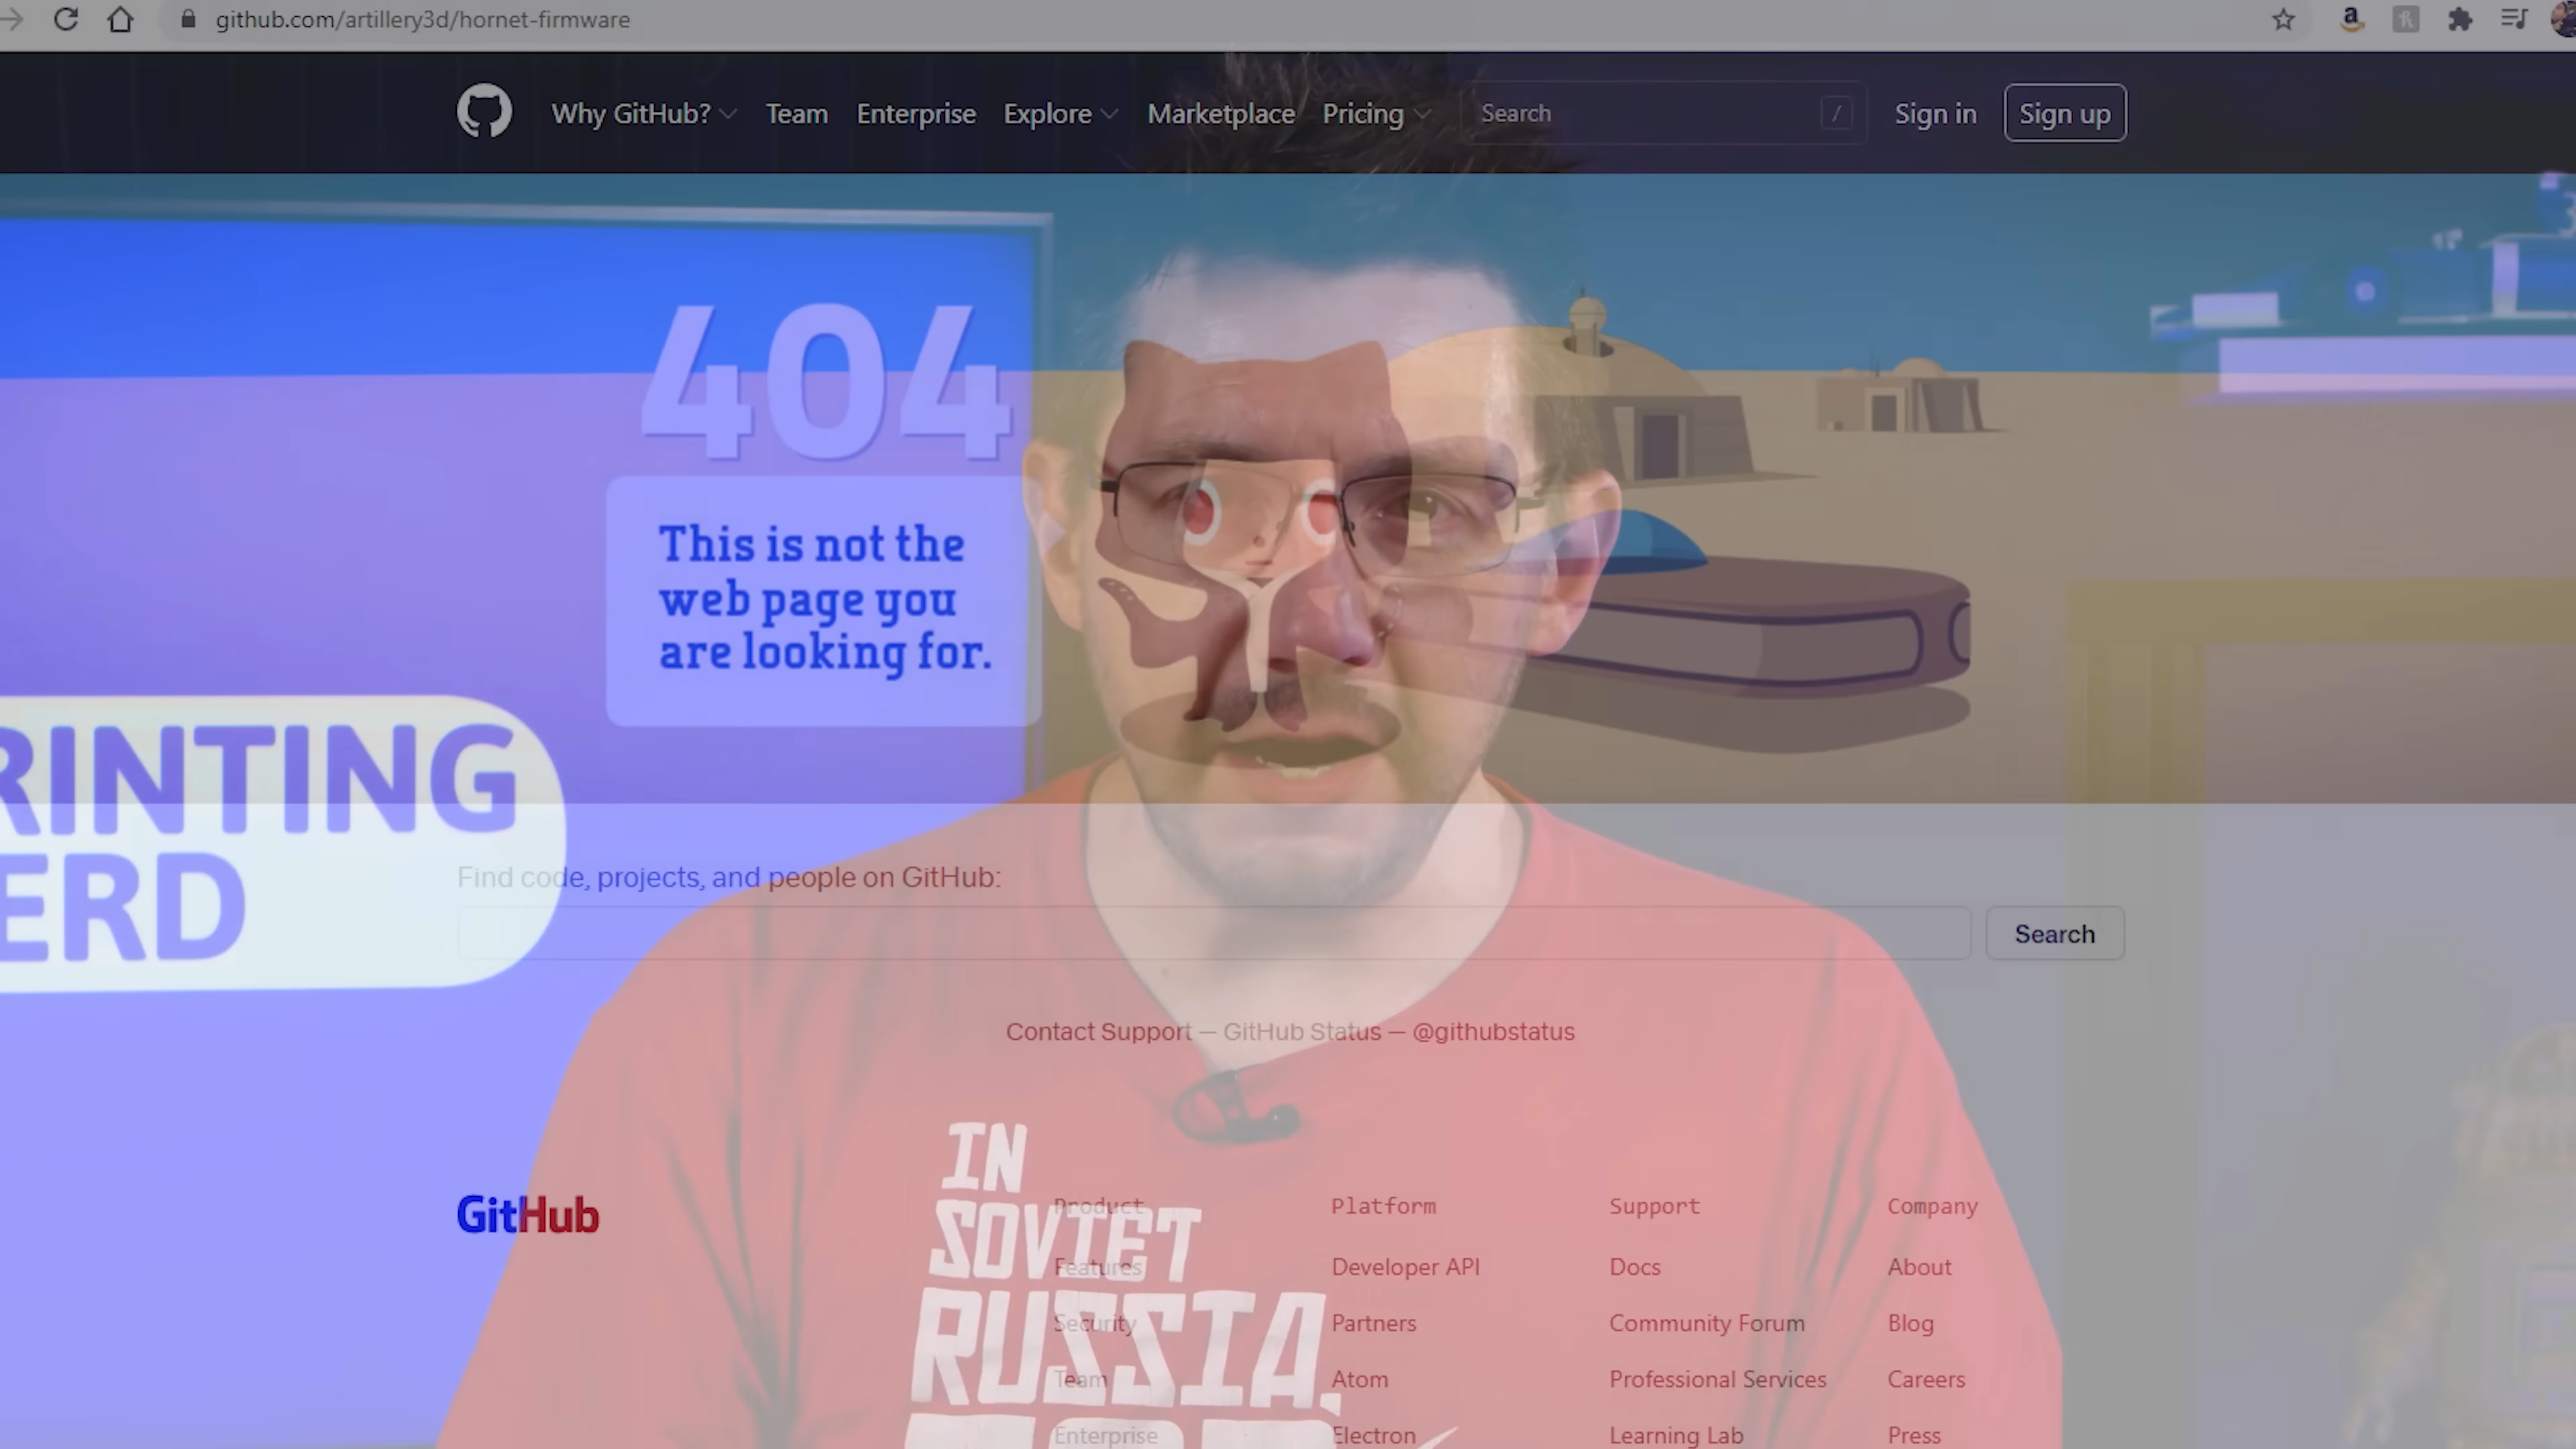 github.com/artillery3d/hornet-firmware
Why GitHub? Team Enterprise Explore Marketplace Pricing Search / Sign in Sign up
404
This is not the
web page you
are looking for.
RINTING
ERD
Find code, projects, and people on GitHub:
Search
Contact Support — GitHub Status — @githubstatus
IN
SOVIET
RUSSIA.
GitHub
Product Platform Support Company
Features Developer API Docs About
Security Partners Community Forum Blog
Team Atom Professional Services Careers
Enterprise Electron Learning Lab Press